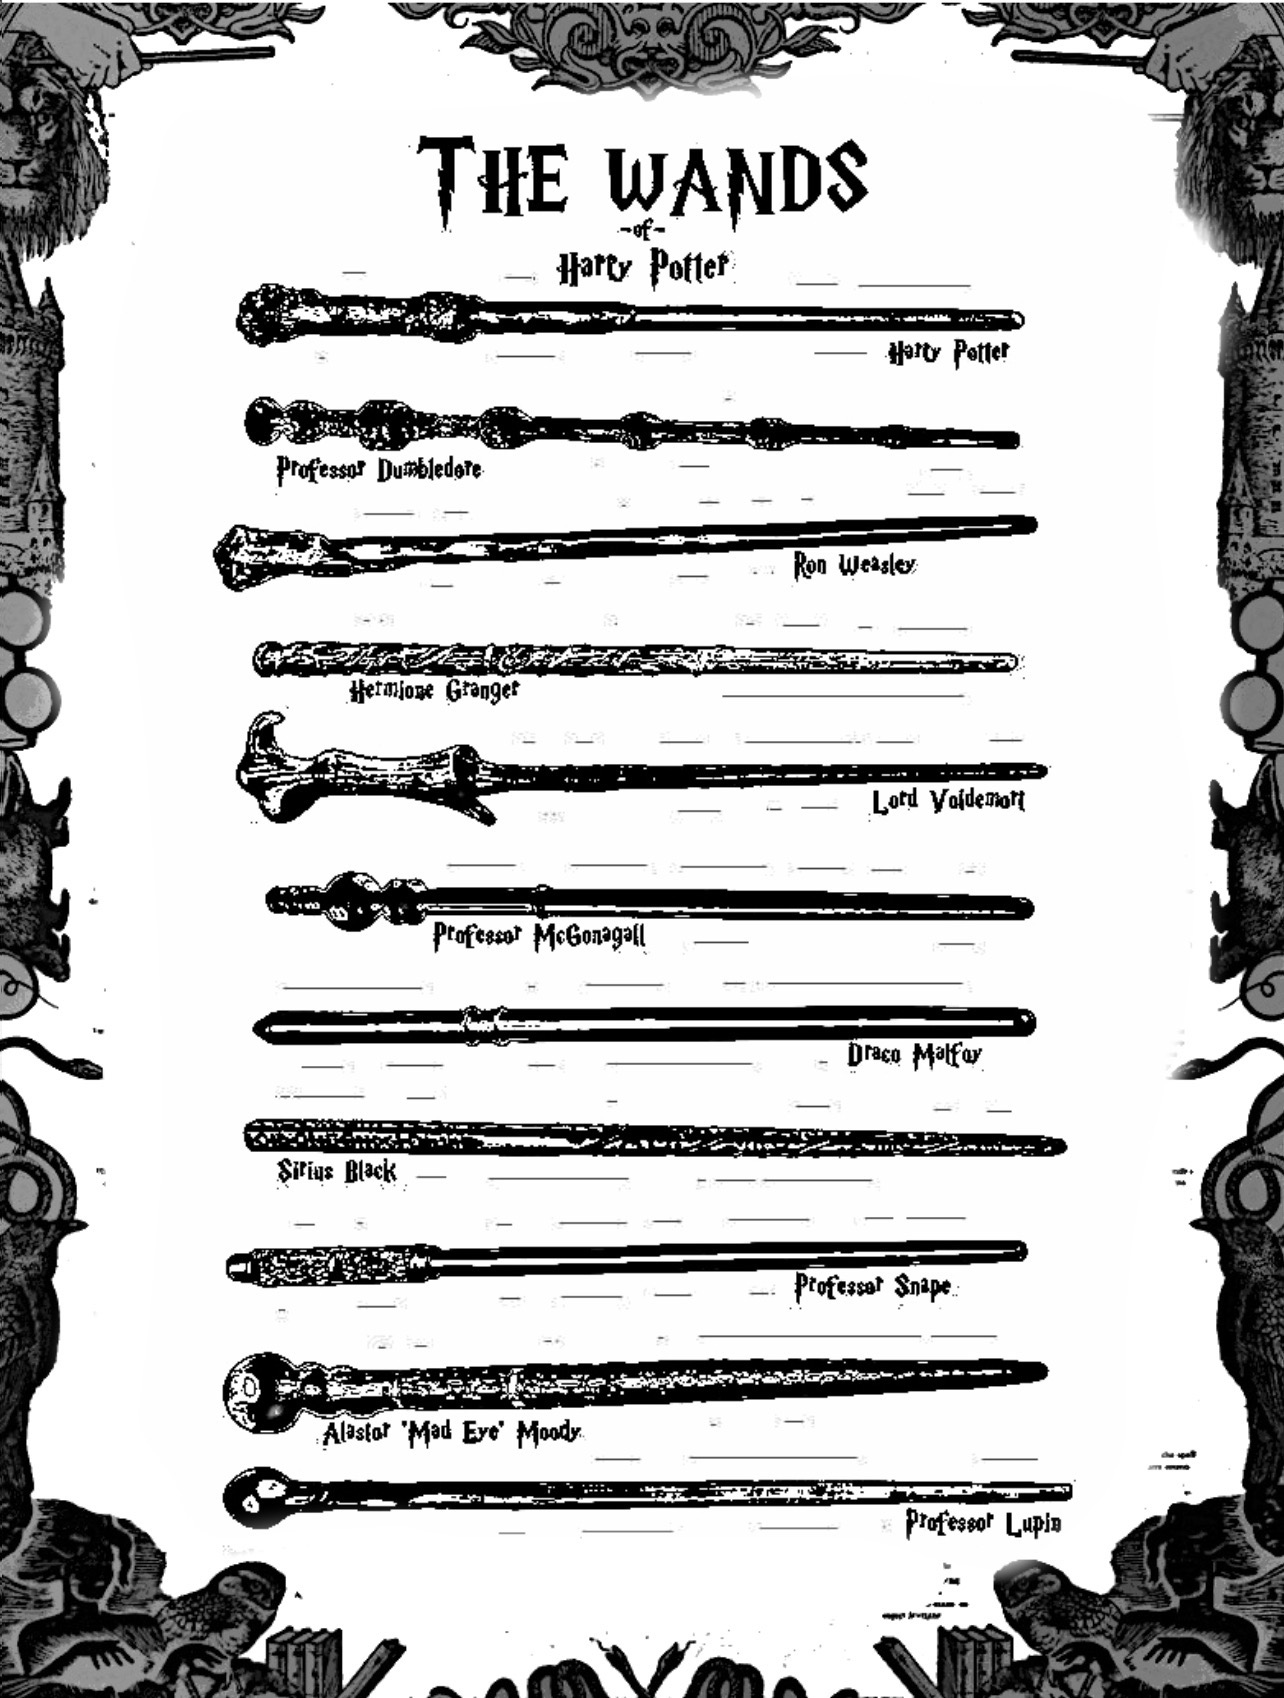 THE WANDS
-of-
Harry Potter
Harry Potter
Professor Dumbledore
Ron Weasley
Hermione Granger
Lord Voldemort
Professor McGonagall
Draco Malfoy
Sirius Black
Professor Snape
Alastor 'Mad Eye' Moody
Professor Lupin